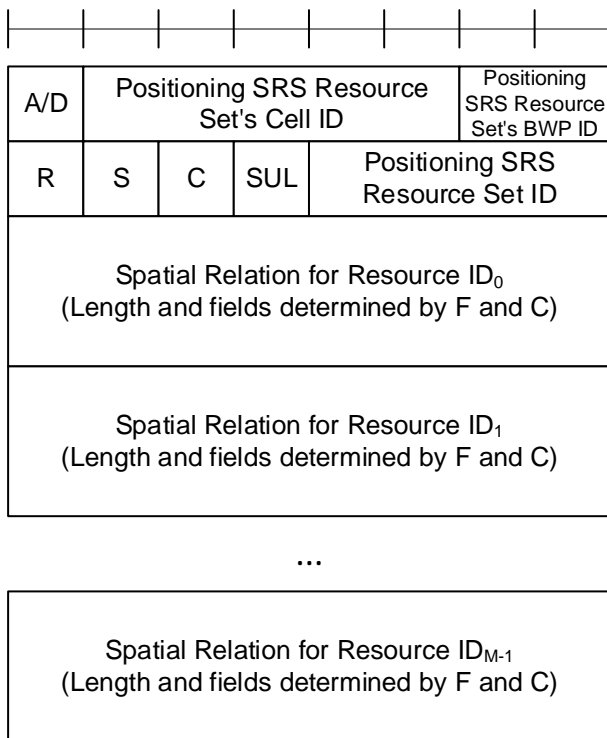 A/D
Positioning SRS Resource
Set's Cell ID
Positioning
SRS Resource
Set's BWP ID
R
S
C
SUL
Positioning SRS
Resource Set ID
Spatial Relation for Resource ID₀
(Length and fields determined by F and C)
Spatial Relation for Resource ID₁
(Length and fields determined by F and C)
...
Spatial Relation for Resource ID_{M-1}
(Length and fields determined by F and C)